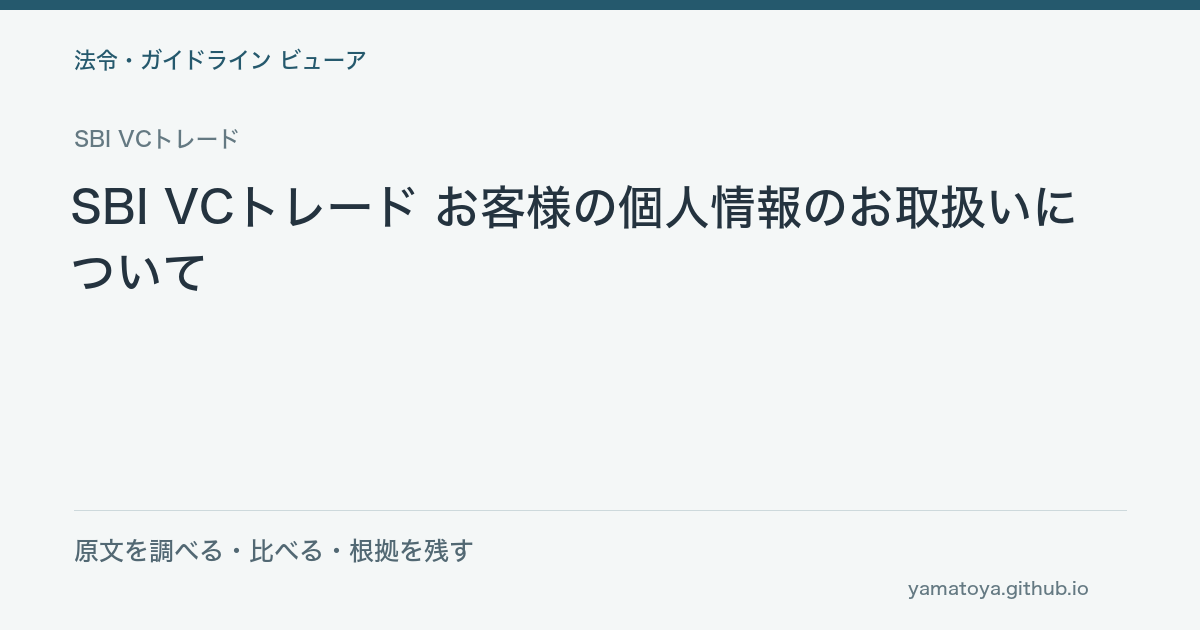 法令・ガイドライン ビューア
SBI VCトレード
SBI VCトレード お客様の個人情報のお取扱いに
ついて
原文を調べる・比べる・根拠を残す
yamatoya.github.io